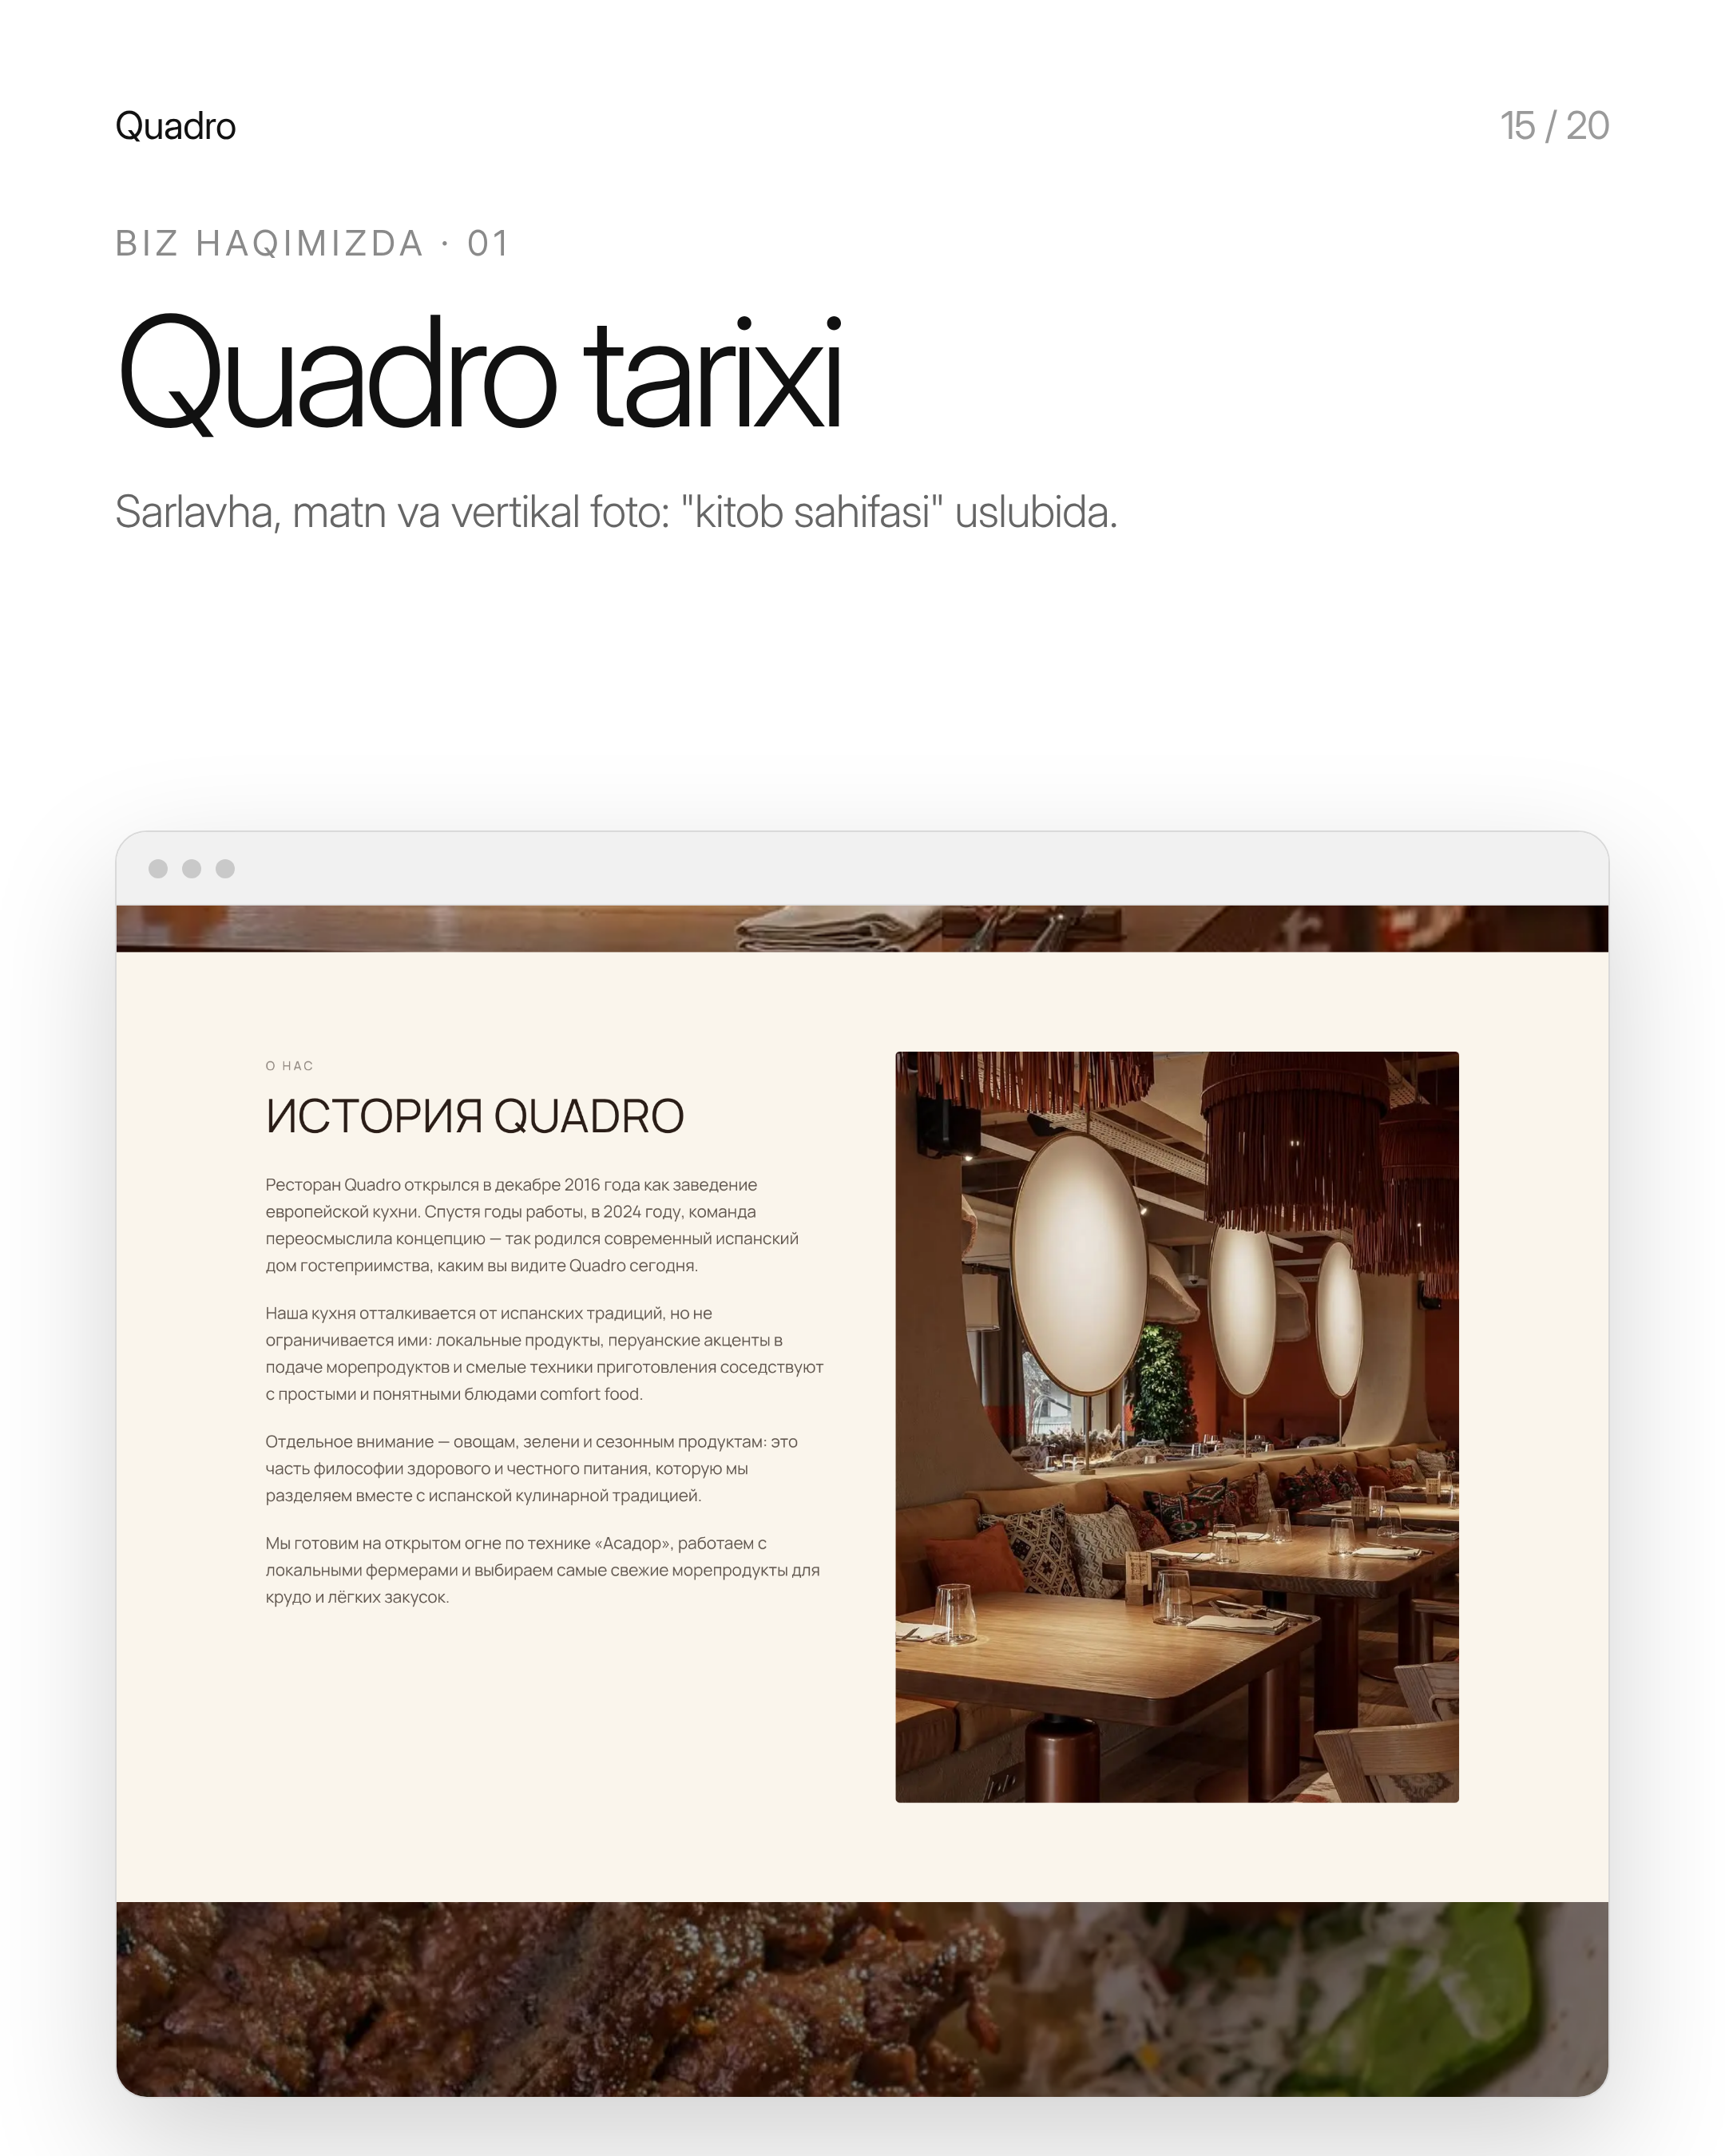 Quadro
15 / 20
BIZ HAQIMIZDA · 01
Quadro tarixi
Sarlavha, matn va vertikal foto: "kitob sahifasi" uslubida.
О НАС
ИСТОРИЯ QUADRO
Ресторан Quadro открылся в декабре 2016 года как заведение
европейской кухни. Спустя годы работы, в 2024 году, команда
переосмыслила концепцию — так родился современный испанский
дом гостеприимства, каким вы видите Quadro сегодня.
Наша кухня отталкивается от испанских традиций, но не
ограничивается ими: локальные продукты, перуанские акценты в
подаче морепродуктов и смелые техники приготовления соседствуют
с простыми и понятными блюдами comfort food.
Отдельное внимание — овощам, зелени и сезонным продуктам: это
часть философии здорового и честного питания, которую мы
разделяем вместе с испанской кулинарной традицией.
Мы готовим на открытом огне по технике «Асадор», работаем с
локальными фермерами и выбираем самые свежие морепродукты для
крудо и лёгких закусок.